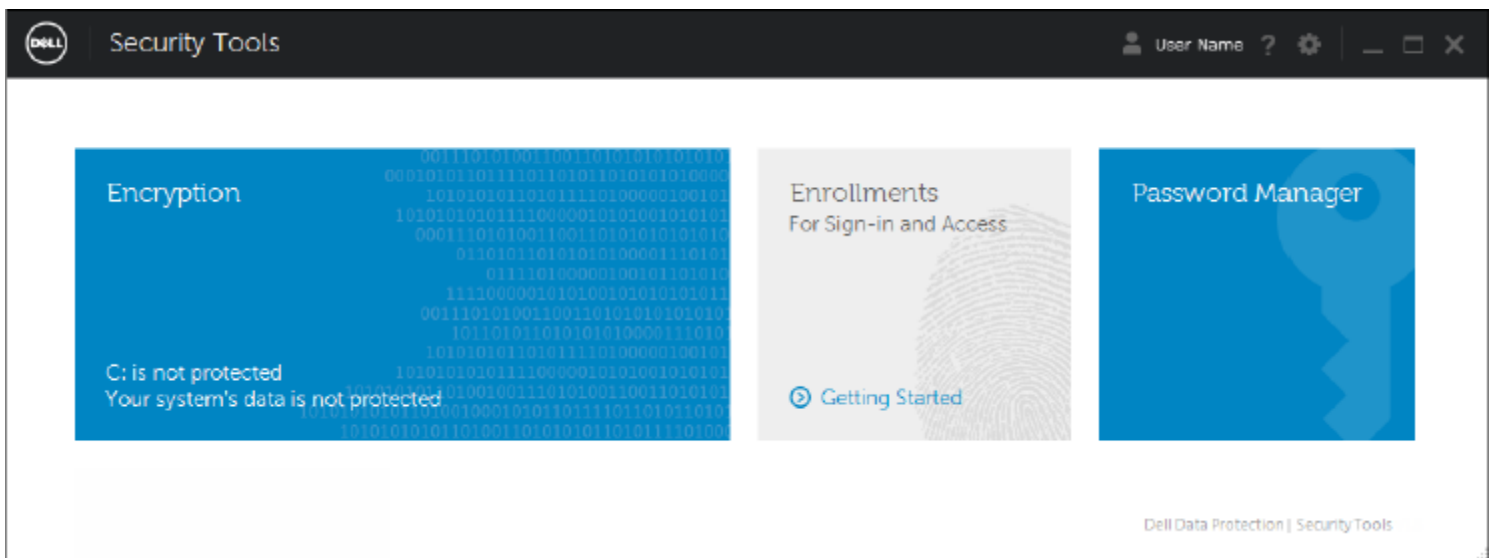 DELL
Security Tools
User Name ?
Encryption
C: is not protected
Your system's data is not protected
Enrollments
For Sign-in and Access
Getting Started
Password Manager
Dell Data Protection | Security Tools